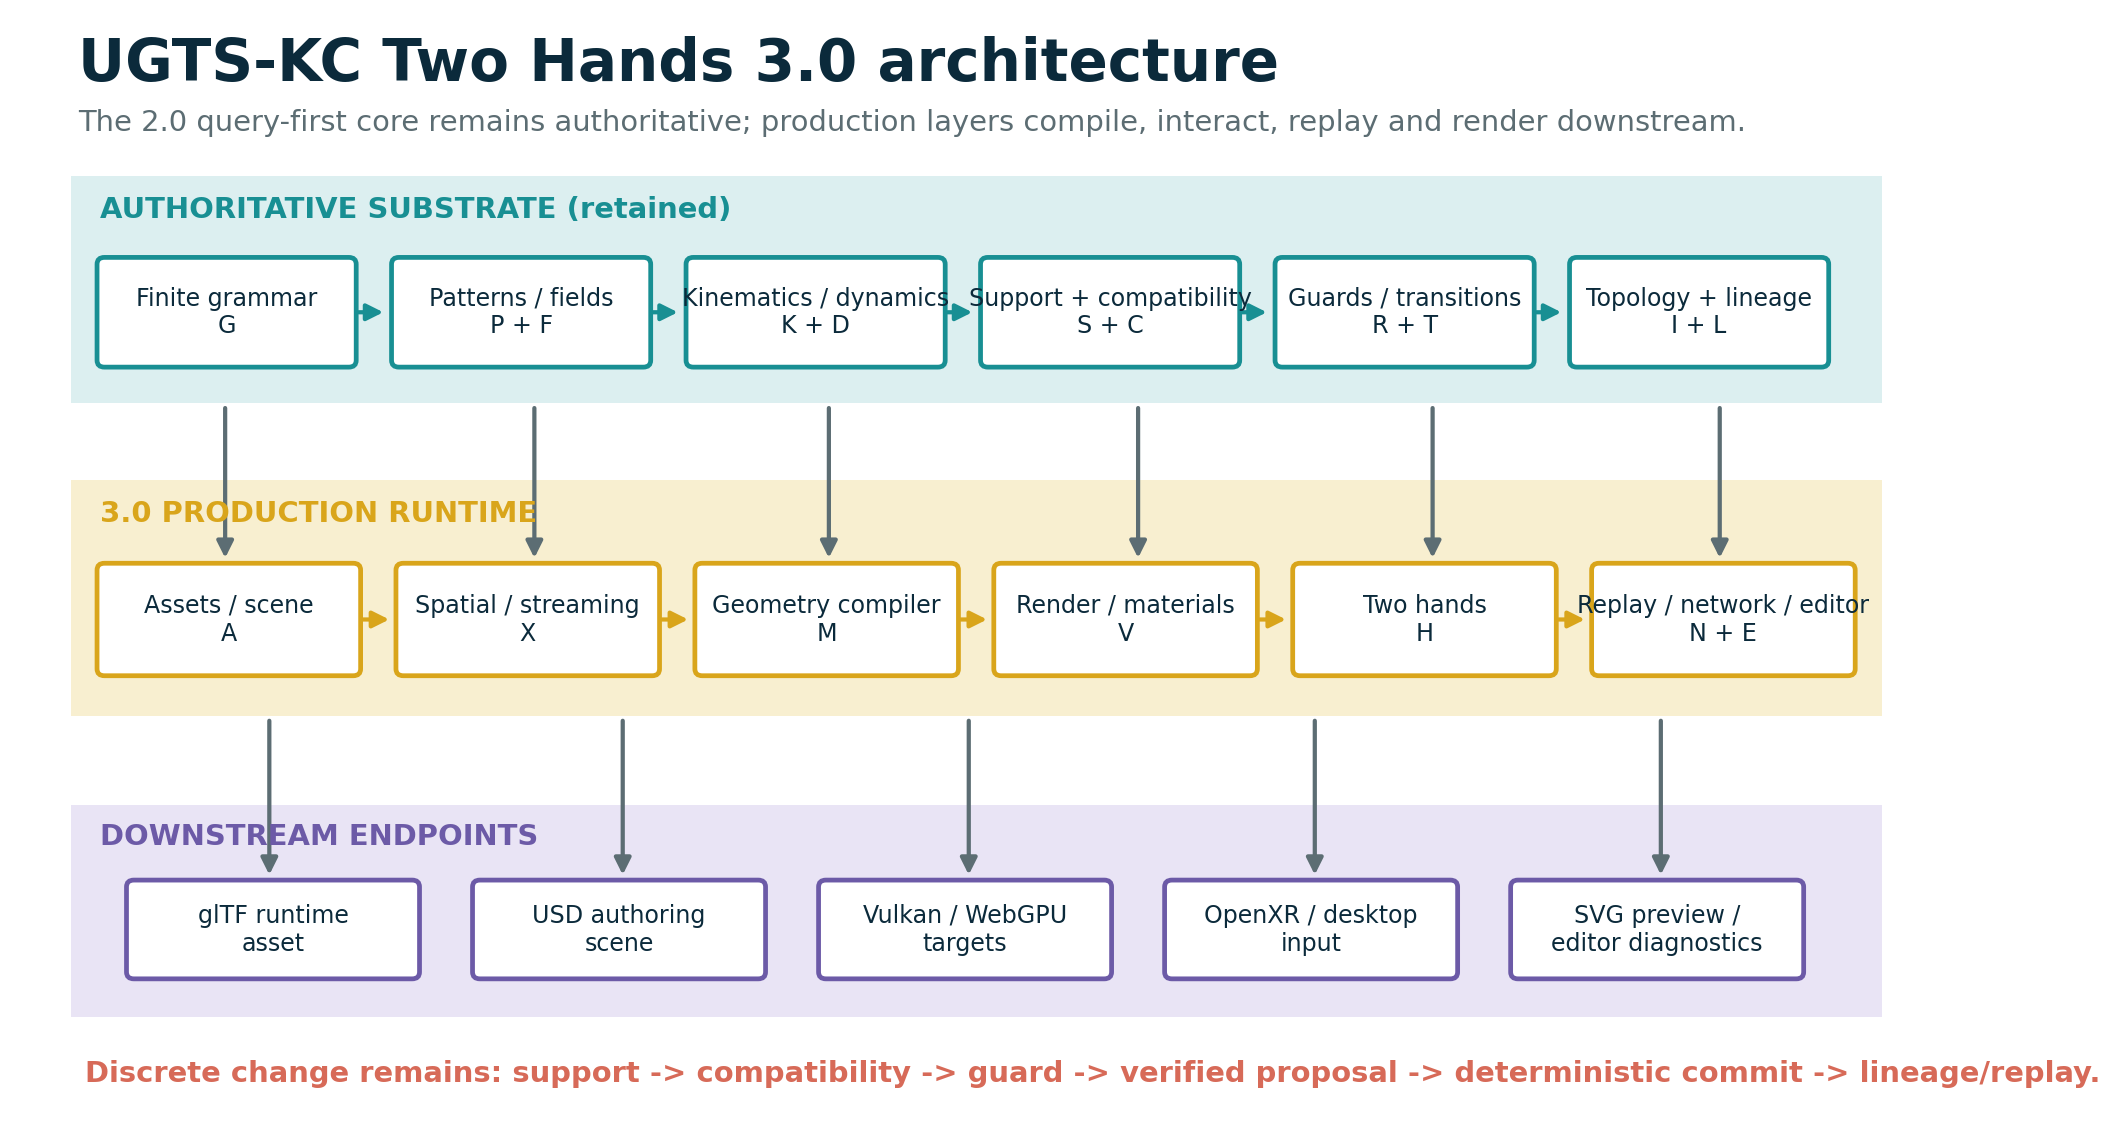 UGTS-KC Two Hands 3.0 architecture
The 2.0 query-first core remains authoritative; production layers compile, interact, replay and render downstream.
AUTHORITATIVE SUBSTRATE (retained)
Finite grammar
G
Patterns / fields
P + F
Kinematics / dynamics
K + D
Support + compatibility
S + C
Guards / transitions
R + T
Topology + lineage
I + L
3.0 PRODUCTION RUNTIME
Assets / scene
A
Spatial / streaming
X
Geometry compiler
M
Render / materials
V
Two hands
H
Replay / network / editor
N + E
DOWNSTREAM ENDPOINTS
glTF runtime
asset
USD authoring
scene
Vulkan / WebGPU
targets
OpenXR / desktop
input
SVG preview /
editor diagnostics
Discrete change remains: support -> compatibility -> guard -> verified proposal -> deterministic commit -> lineage/replay.